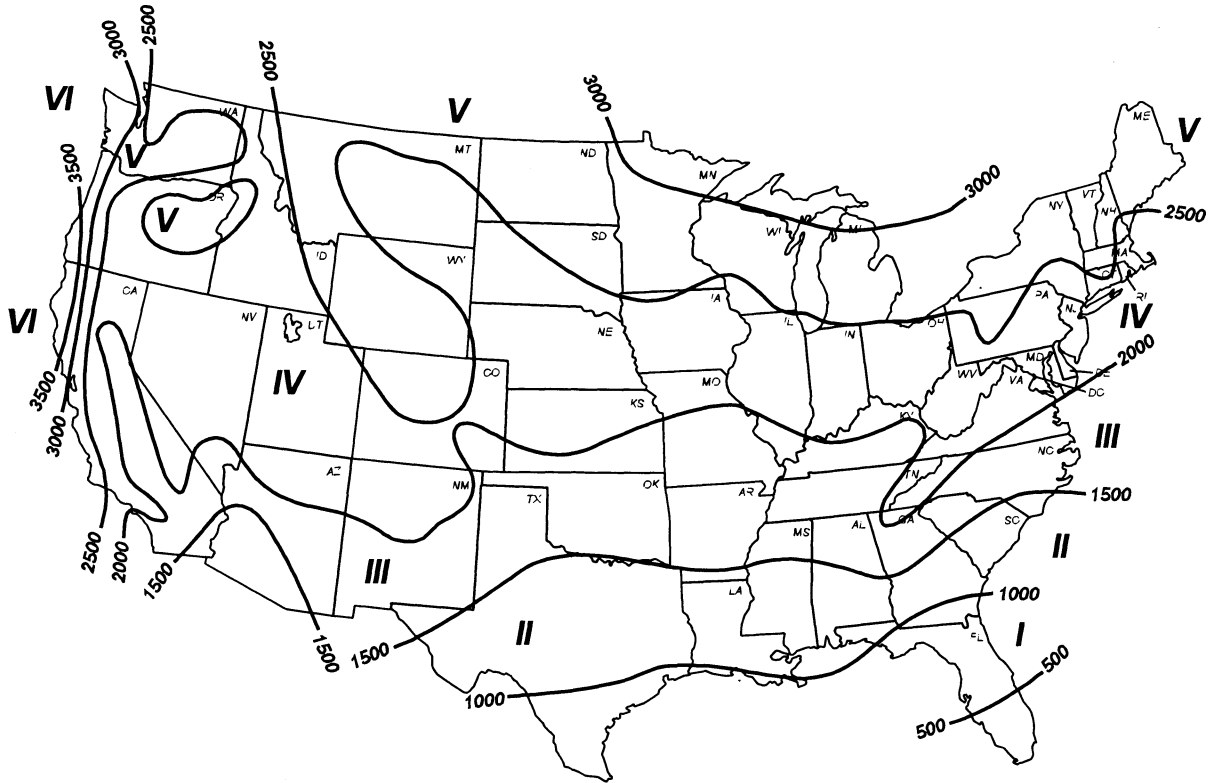 3000
2500
2500
3000
VI
V
V
ME
V
WA
MT
ND
MN
3500
V
3000
VT
NH
NY
2500
V
WI
MI
SD
ID
WY
MA
CT
RI
CA
NV
UT
IA
IL
IN
OH
PA
NJ
IV
VI
NE
MD
DE
2000
CO
MO
WV
VA
DC
IV
KS
KY
3500
3000
III
NC
AZ
NM
OK
TN
TX
AR
1500
GA
SC
MS
AL
2500
2000
1500
II
III
LA
1000
II
FL
I
1500
1500
500
1000
500